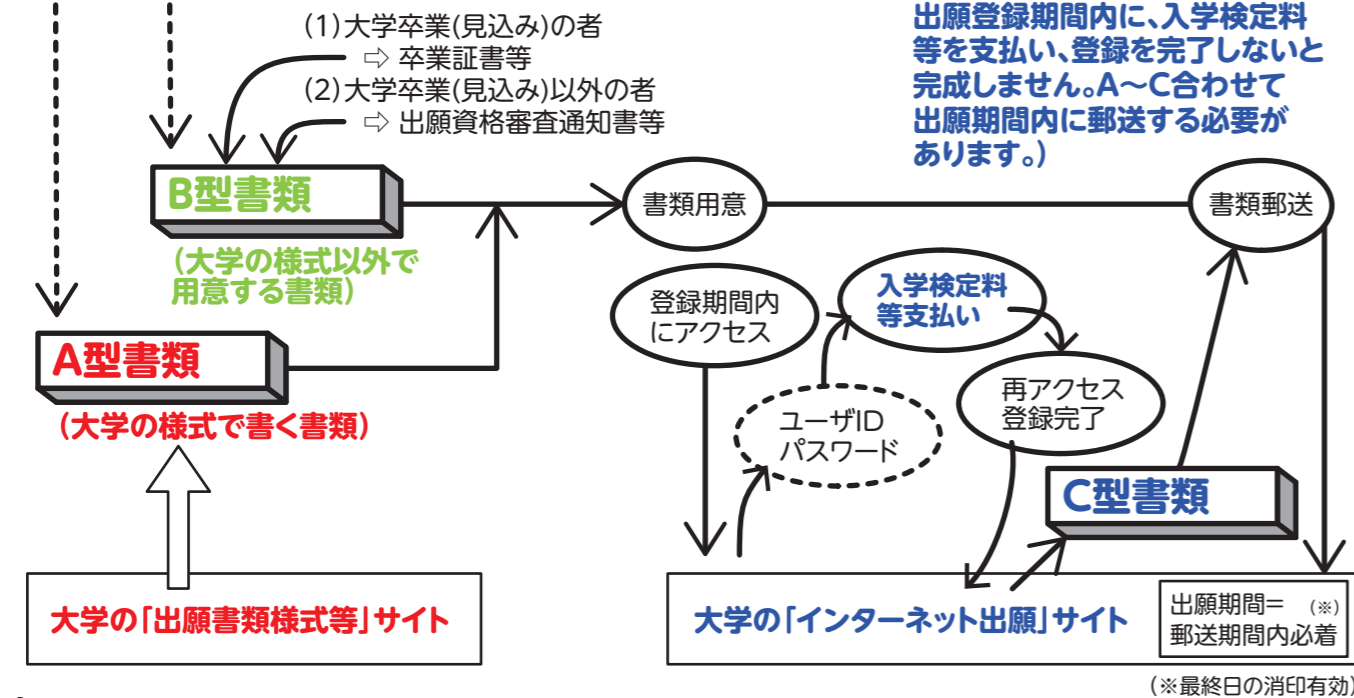 (1)大学卒業(見込み)の者
⇨ 卒業証書等
(2)大学卒業(見込み)以外の者
⇨ 出願資格審査通知書等
出願登録期間内に、入学検定料
等を支払い、登録を完了しないと
完成しません。A〜C合わせて
出願期間内に郵送する必要が
あります。)
B型書類
(大学の様式以外で
用意する書類)
書類用意
書類郵送
A型書類
(大学の様式で書く書類)
登録期間内
にアクセス
入学検定料
等支払い
ユーザID
パスワード
再アクセス
登録完了
C型書類
大学の「出願書類様式等」サイト
大学の「インターネット出願」サイト
出願期間= (※)
郵送期間内必着
(※最終日の消印有効)